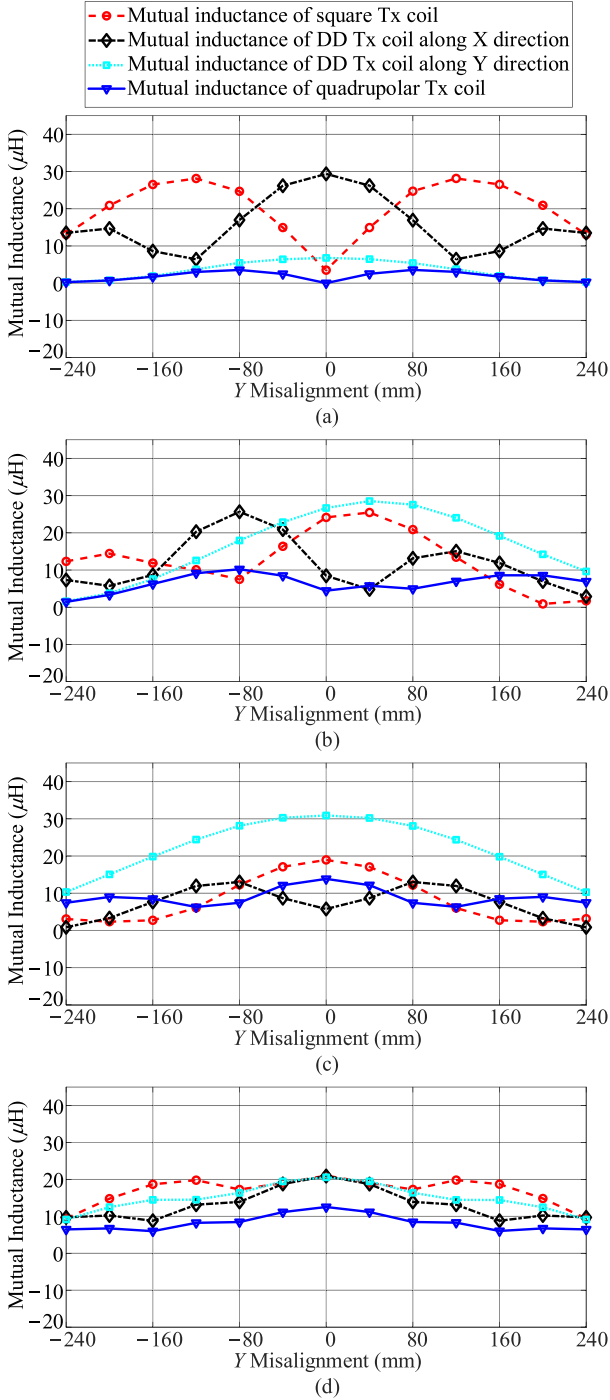 Mutual inductance of square Tx coil
Mutual inductance of DD Tx coil along X direction
Mutual inductance of DD Tx coil along Y direction
Mutual inductance of quadrupolar Tx coil
Mutual Inductance (μH)
40
30
20
10
0
−10
−20
−240 −160 −80 0 80 160 240
Y Misalignment (mm)
(a)
Mutual Inductance (μH)
40
30
20
10
0
−10
−20
−240 −160 −80 0 80 160 240
Y Misalignment (mm)
(b)
Mutual Inductance (μH)
40
30
20
10
0
−10
−20
−240 −160 −80 0 80 160 240
Y Misalignment (mm)
(c)
Mutual Inductance (μH)
40
30
20
10
0
−10
−20
−240 −160 −80 0 80 160 240
Y Misalignment (mm)
(d)